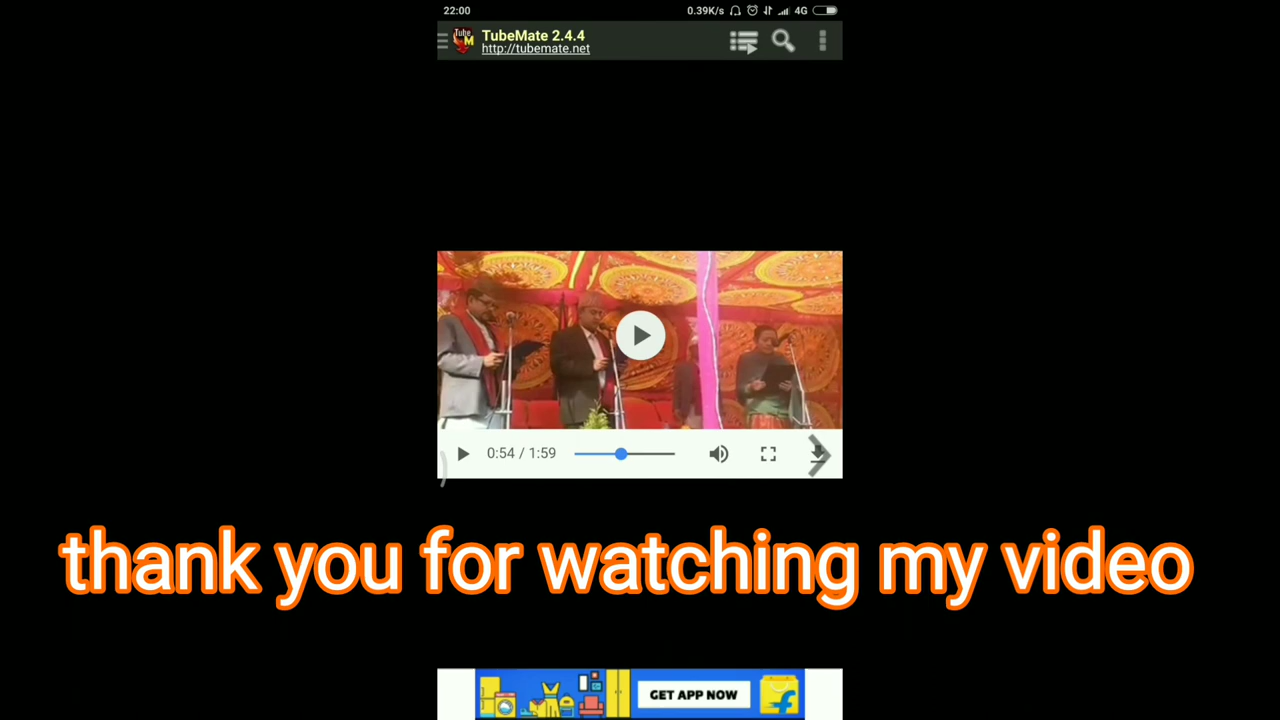 22:00
0.39K/s
4G
TubeMate 2.4.4
http://tubemate.net
0:54 / 1:59
thank you for watching my video
GET APP NOW